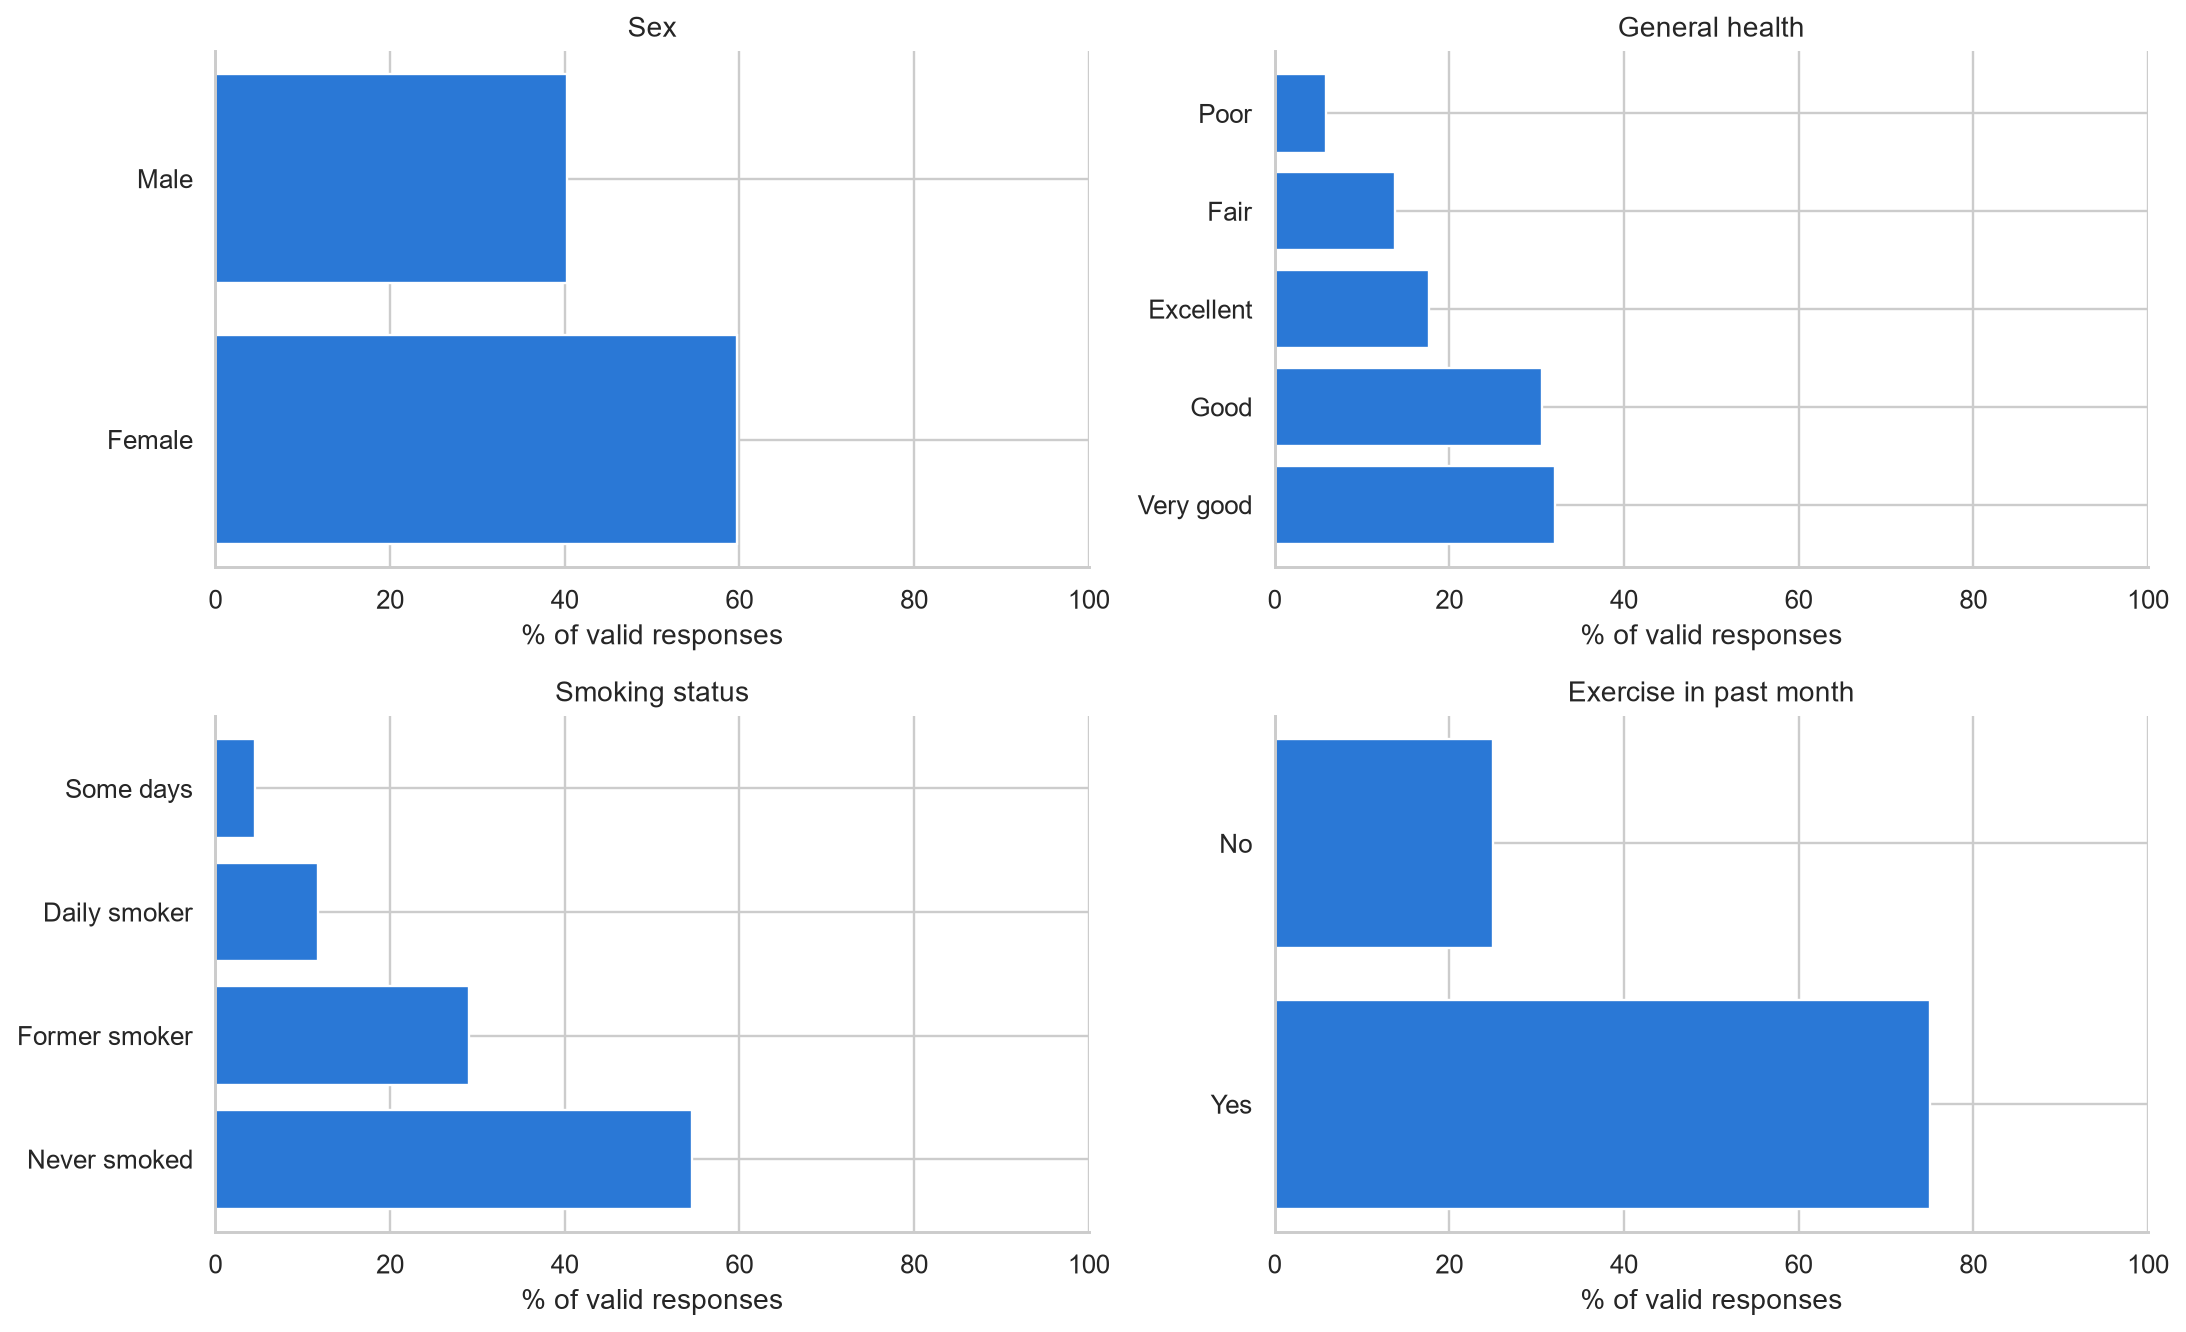 Sex
Male
Female
0 20 40 60 80 100
% of valid responses
General health
Poor
Fair
Excellent
Good
Very good
0 20 40 60 80 100
% of valid responses
Smoking status
Some days
Daily smoker
Former smoker
Never smoked
0 20 40 60 80 100
% of valid responses
Exercise in past month
No
Yes
0 20 40 60 80 100
% of valid responses